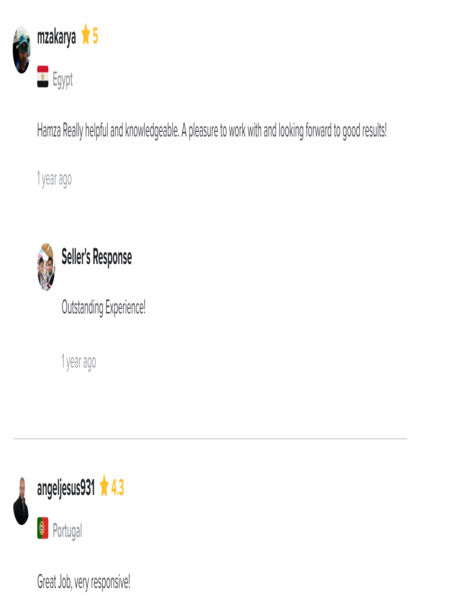 mzakarya ★ 5
Egypt
Hamza Really helpful and knowledgeable. A pleasure to work with and looking forward to good results!
1 year ago
Seller's Response
Outstanding Experience!
1 year ago
angeljesus931 ★ 4.3
Portugal
Great Job, very responsive!